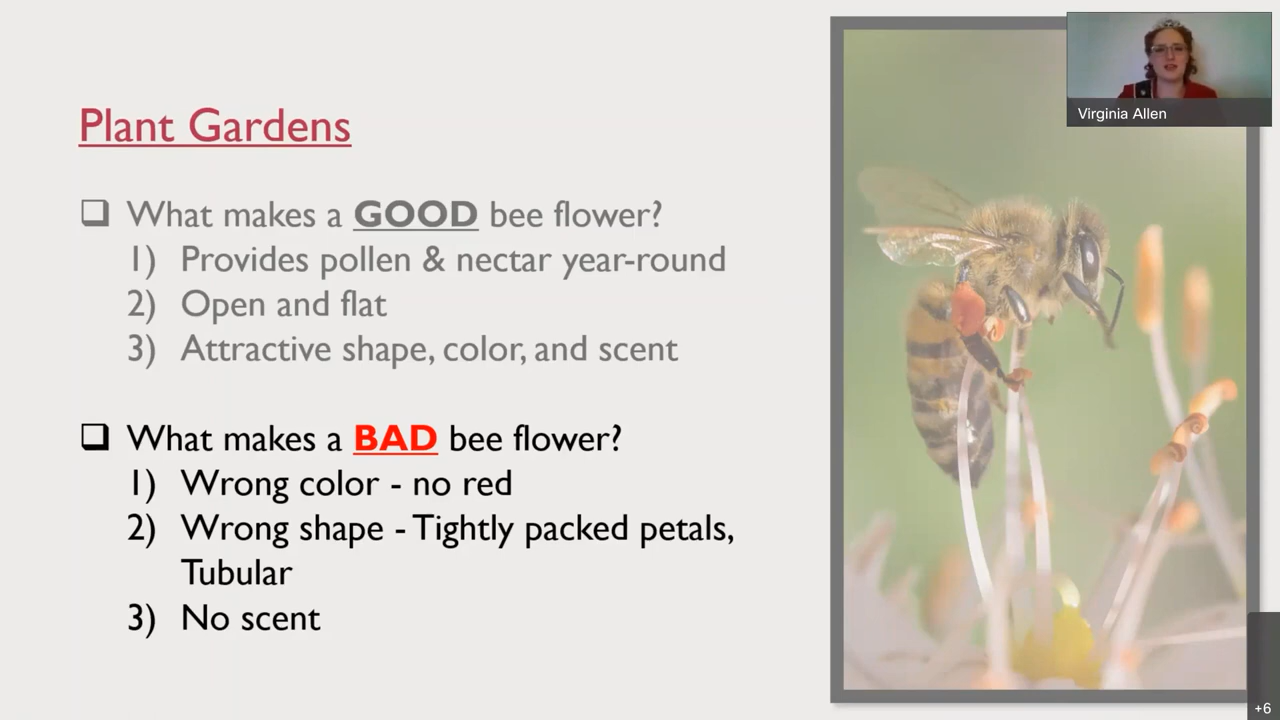 Plant Gardens
❑ What makes a GOOD bee flower?
1) Provides pollen & nectar year-round
2) Open and flat
3) Attractive shape, color, and scent
❑ What makes a BAD bee flower?
1) Wrong color - no red
2) Wrong shape - Tightly packed petals,
Tubular
3) No scent
Virginia Allen
+6